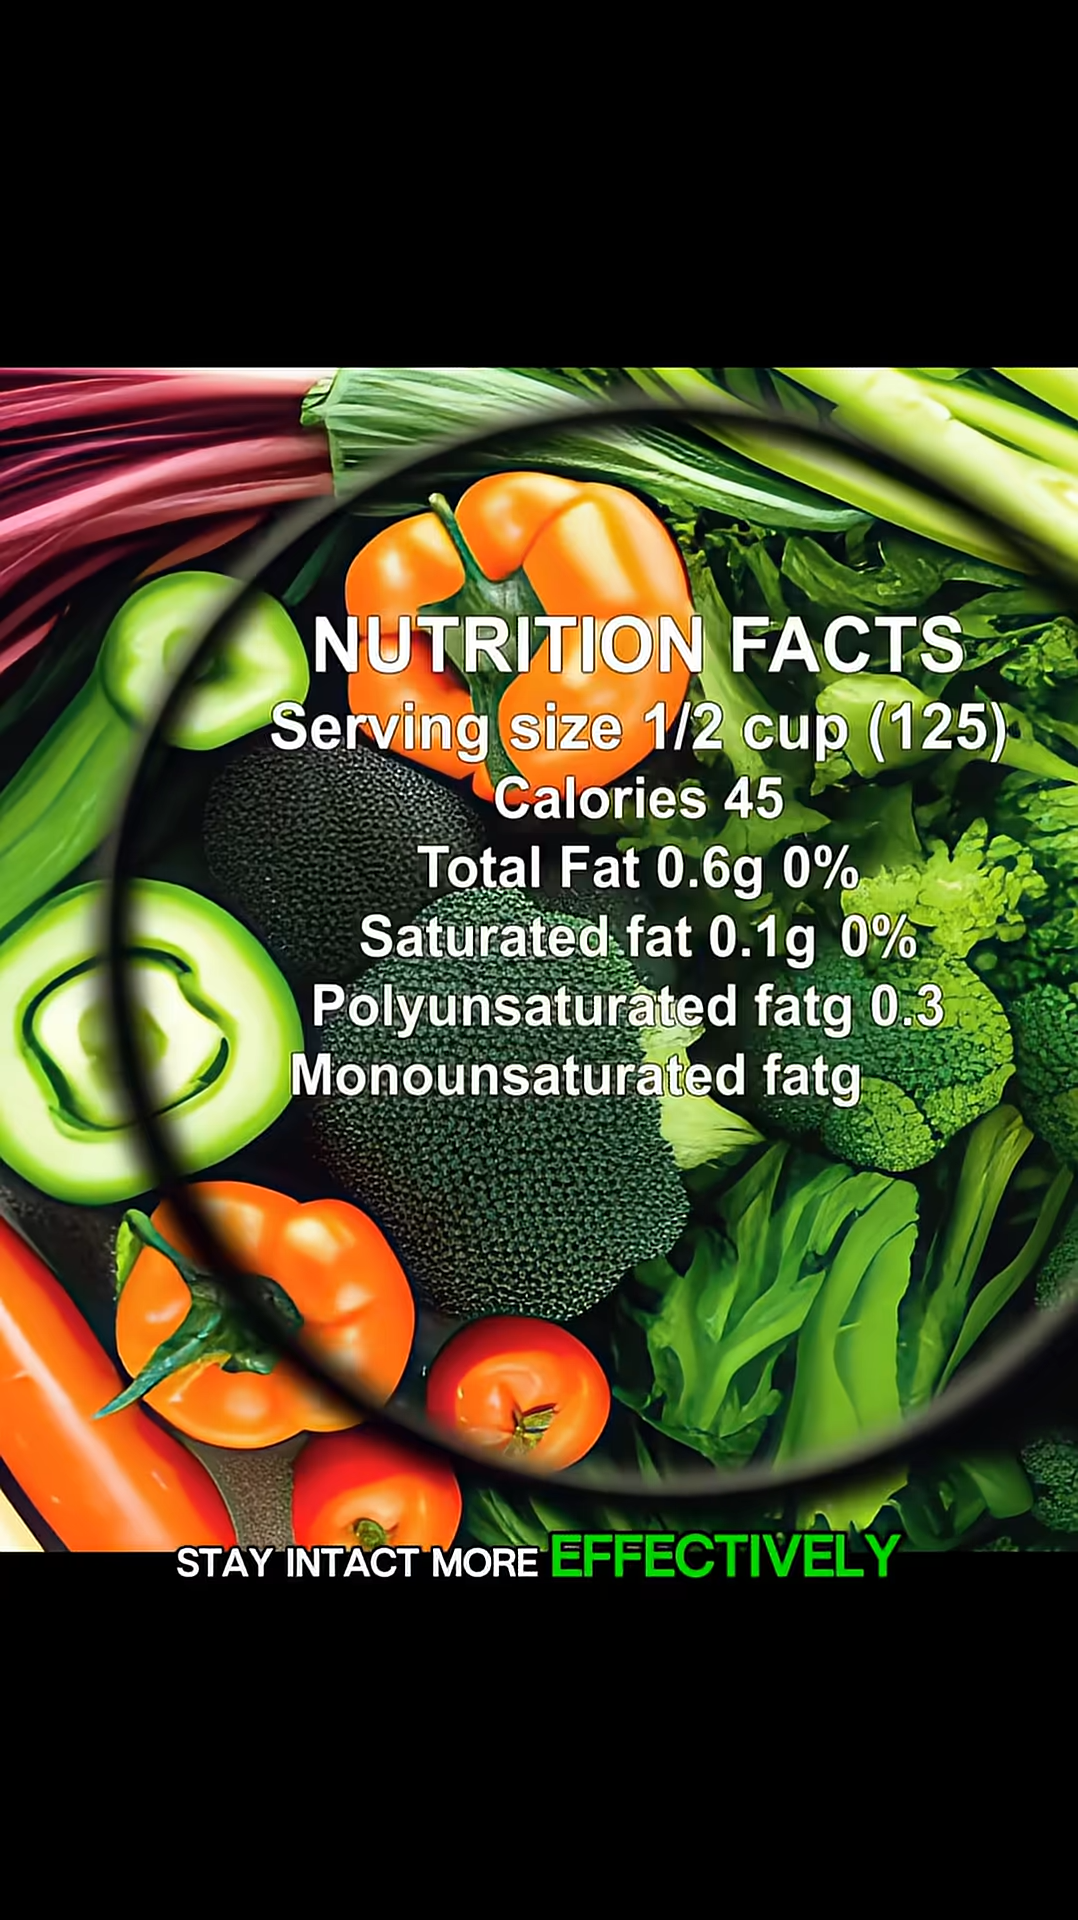 NUTRITION FACTS
Serving size 1/2 cup (125)
Calories 45
Total Fat 0.6g 0%
Saturated fat 0.1g 0%
Polyunsaturated fatg 0.3
Monounsaturated fatg
STAY INTACT MORE EFFECTIVELY